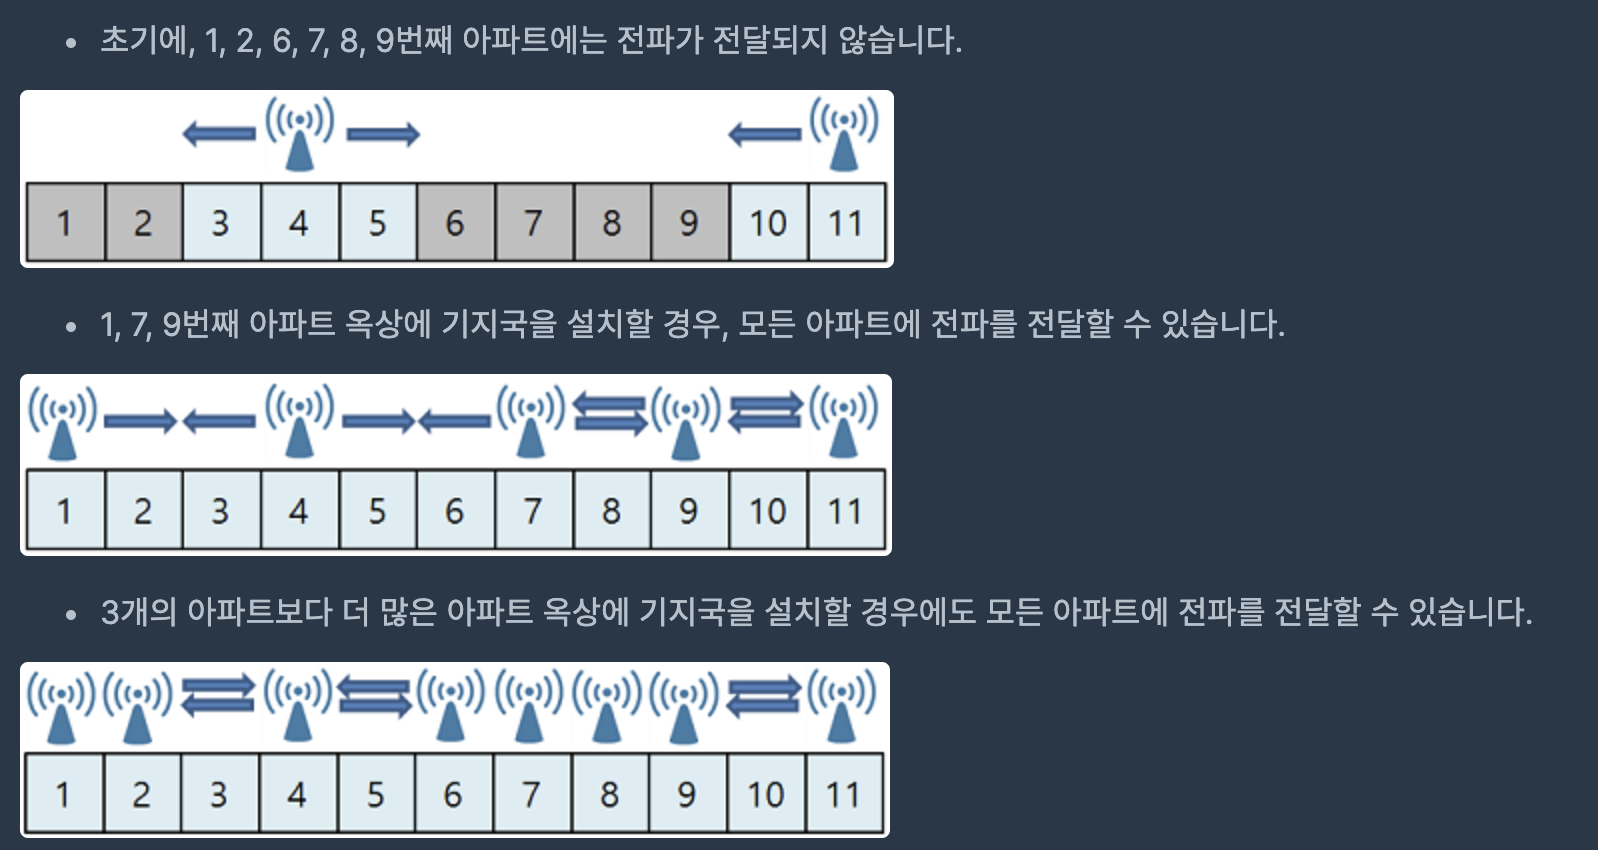 • 초기에, 1, 2, 6, 7, 8, 9번째 아파트에는 전파가 전달되지 않습니다.
1 2 3 4 5 6 7 8 9 10 11
• 1, 7, 9번째 아파트 옥상에 기지국을 설치할 경우, 모든 아파트에 전파를 전달할 수 있습니다.
1 2 3 4 5 6 7 8 9 10 11
• 3개의 아파트보다 더 많은 아파트 옥상에 기지국을 설치할 경우에도 모든 아파트에 전파를 전달할 수 있습니다.
1 2 3 4 5 6 7 8 9 10 11